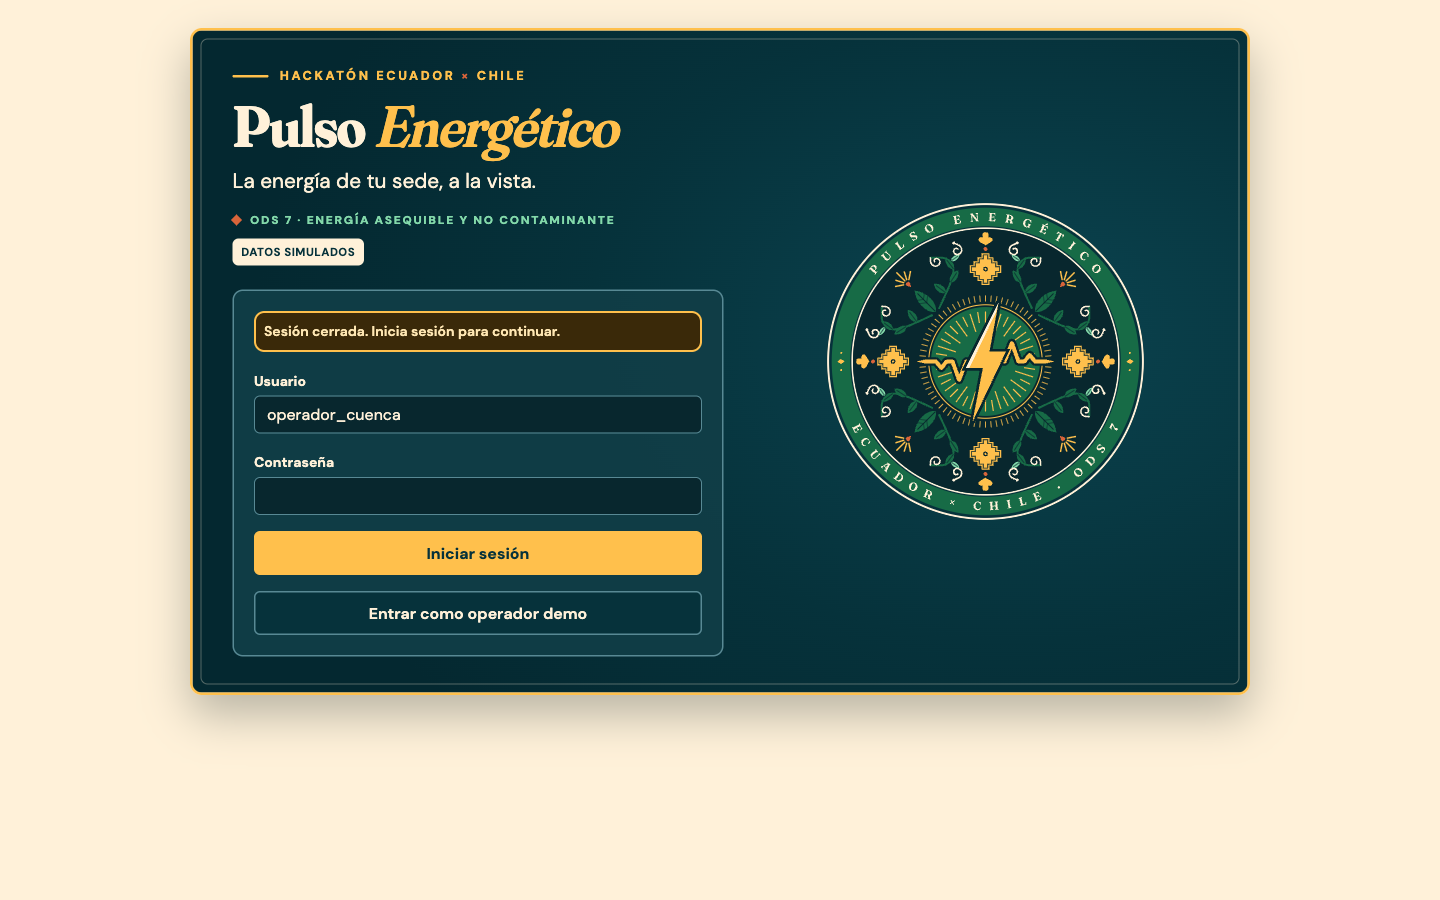 HACKATÓN ECUADOR × CHILE
Pulso Energético
La energía de tu sede, a la vista.
ODS 7 · ENERGÍA ASEQUIBLE Y NO CONTAMINANTE
DATOS SIMULADOS
Sesión cerrada. Inicia sesión para continuar.
Usuario
operador_cuenca
Contraseña
Iniciar sesión
Entrar como operador demo
PULSO ENERGÉTICO
ECUADOR × CHILE · ODS 7